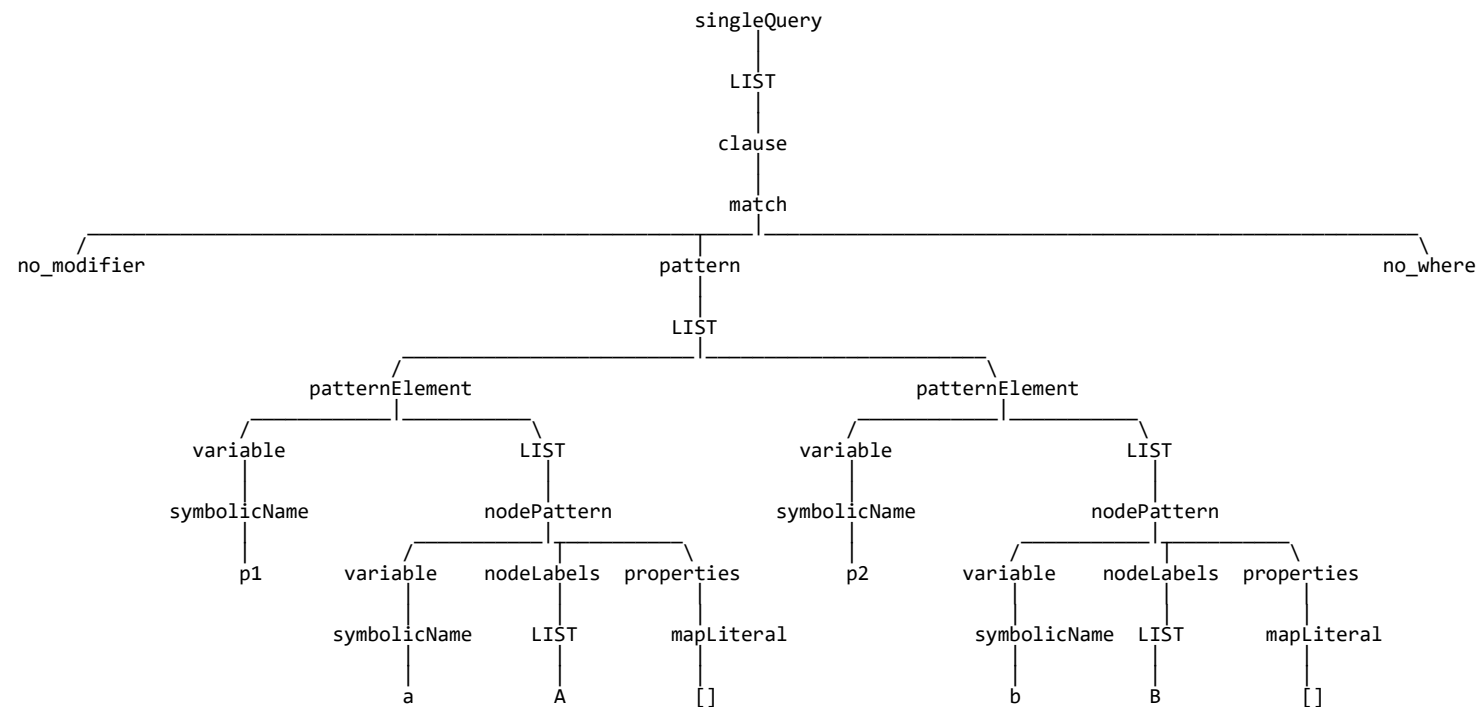 singleQuery
LIST
clause
match
no_modifier pattern no_where
LIST
patternElement patternElement
variable LIST variable LIST
symbolicName nodePattern symbolicName nodePattern
p1 variable nodeLabels properties p2 variable nodeLabels properties
symbolicName LIST mapLiteral symbolicName LIST mapLiteral
a A [] b B []